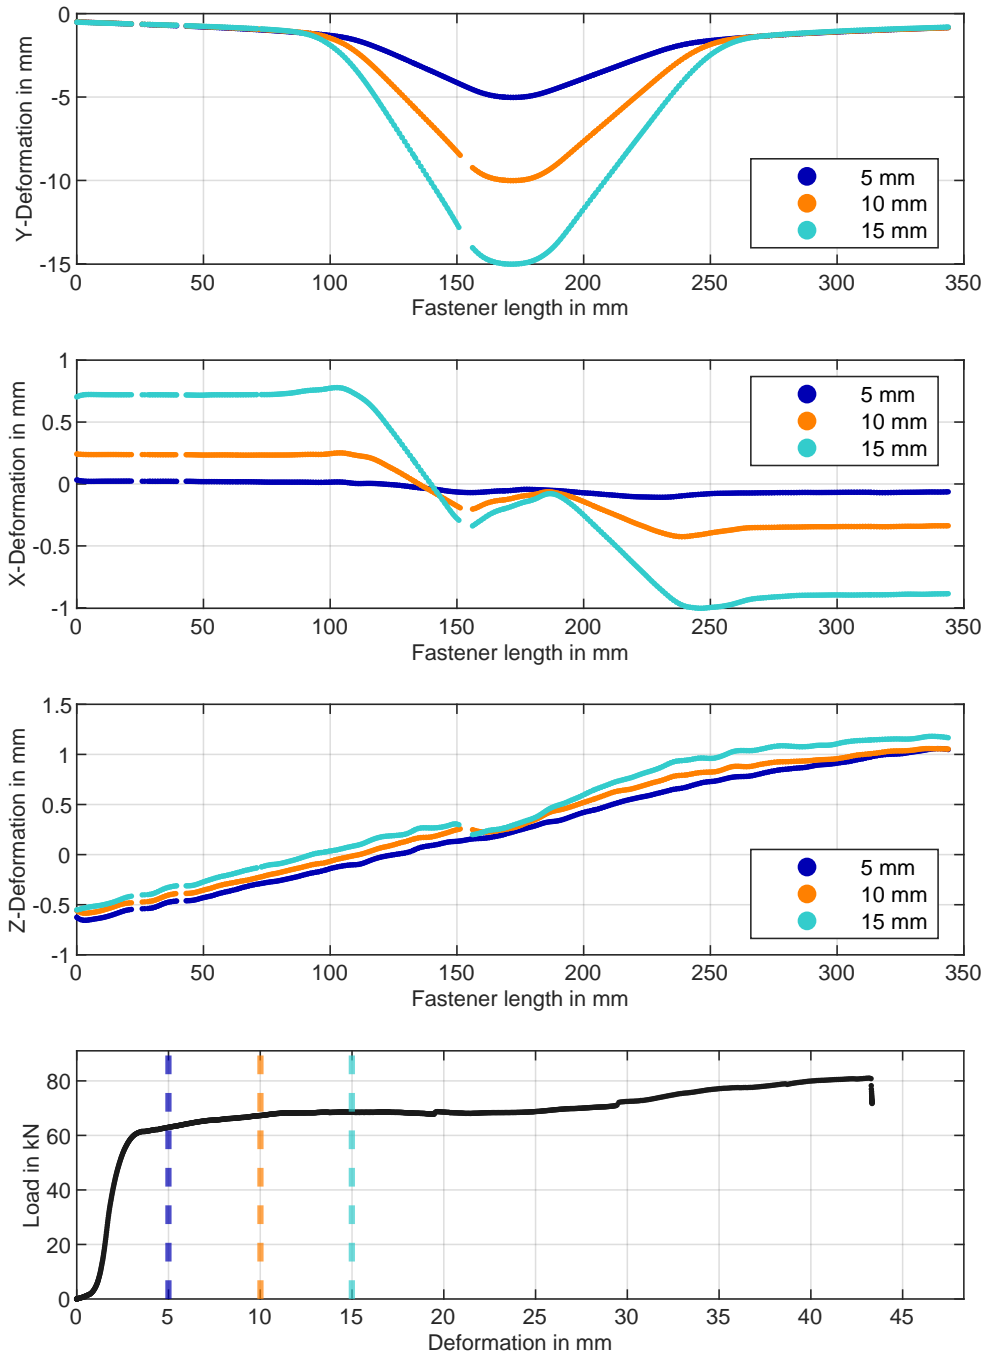 0
-5
-10
-15
Y-Deformation in mm
5 mm
10 mm
15 mm
0 50 100 150 200 250 300 350
Fastener length in mm
1
0.5
0
-0.5
-1
X-Deformation in mm
5 mm
10 mm
15 mm
0 50 100 150 200 250 300 350
Fastener length in mm
1.5
1
0.5
0
-0.5
-1
Z-Deformation in mm
5 mm
10 mm
15 mm
0 50 100 150 200 250 300 350
Fastener length in mm
80
60
40
20
0
Load in kN
0 5 10 15 20 25 30 35 40 45
Deformation in mm